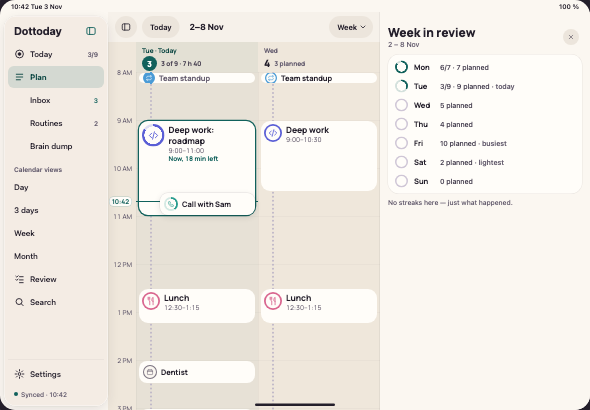 10:42 Tue 3 Nov
100 %
Dottoday
Today 3/9
Plan
Inbox 3
Routines 2
Brain dump
Calendar views
Day
3 days
Week
Month
Review
Search
Settings
Synced · 10:42
Today 2–8 Nov Week
Tue · Today
3 3 of 9 · 7 h 40
Wed
4 3 planned
8 AM
9 AM
10 AM
10:42
11 AM
12 PM
1 PM
2 PM
3 PM
Team standup
Deep work:
roadmap
9:00–11:00
Now, 18 min left
Call with Sam
Lunch
12:30–1:15
Dentist
Team standup
Deep work
9:00–10:30
Lunch
12:30–1:15
Week in review
2 – 8 Nov
Mon 6/7 · 7 planned
Tue 3/9 · 9 planned · today
Wed 5 planned
Thu 4 planned
Fri 10 planned · busiest
Sat 2 planned · lightest
Sun 0 planned
No streaks here — just what happened.